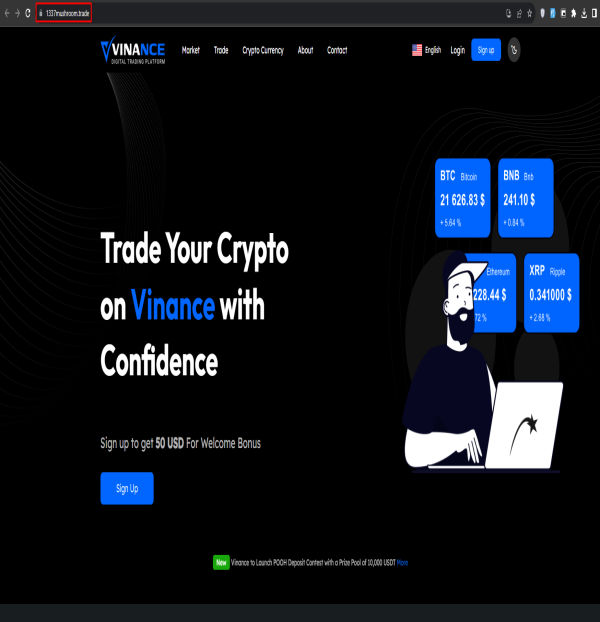 1337mushroom.trade
VINANCE
DIGITAL TRADING PLATFORM
Market Trade Crypto Currency About Contact English Login Sign up
BTC Bitcoin
21 626.83 $
+ 5.64 %
BNB Bnb
241.10 $
+ 0.84 %
Ethereum
228.44 $
72 %
XRP Ripple
0.341000 $
+ 2.68 %
Trade Your Crypto
on Vinance with
Confidence
Sign up to get 50 USD For Welcome Bonus
Sign Up
New Vinance to Launch POOH Deposit Contest with a Prize Pool of 10,000 USDT More